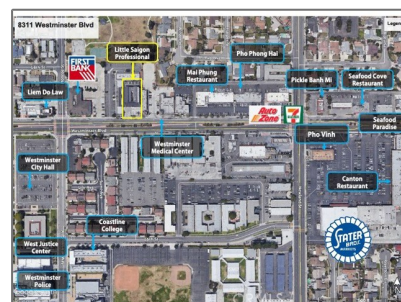 8311 Westminster Blvd
Legend
FIRST
BANK
Little Saigon
Professional
Liem Do Law
Mai Phung
Restaurant
Pho Phong Hai
Pickle Banh Mi
Seafood Cove
Restaurant
Auto
Zone
Seafood
Paradise
Westminster
Medical Center
Pho Vinh
Westminster
City Hall
Canton
Restaurant
Coastline
College
West Justice
Center
STATER
BROS.
Westminster
Police